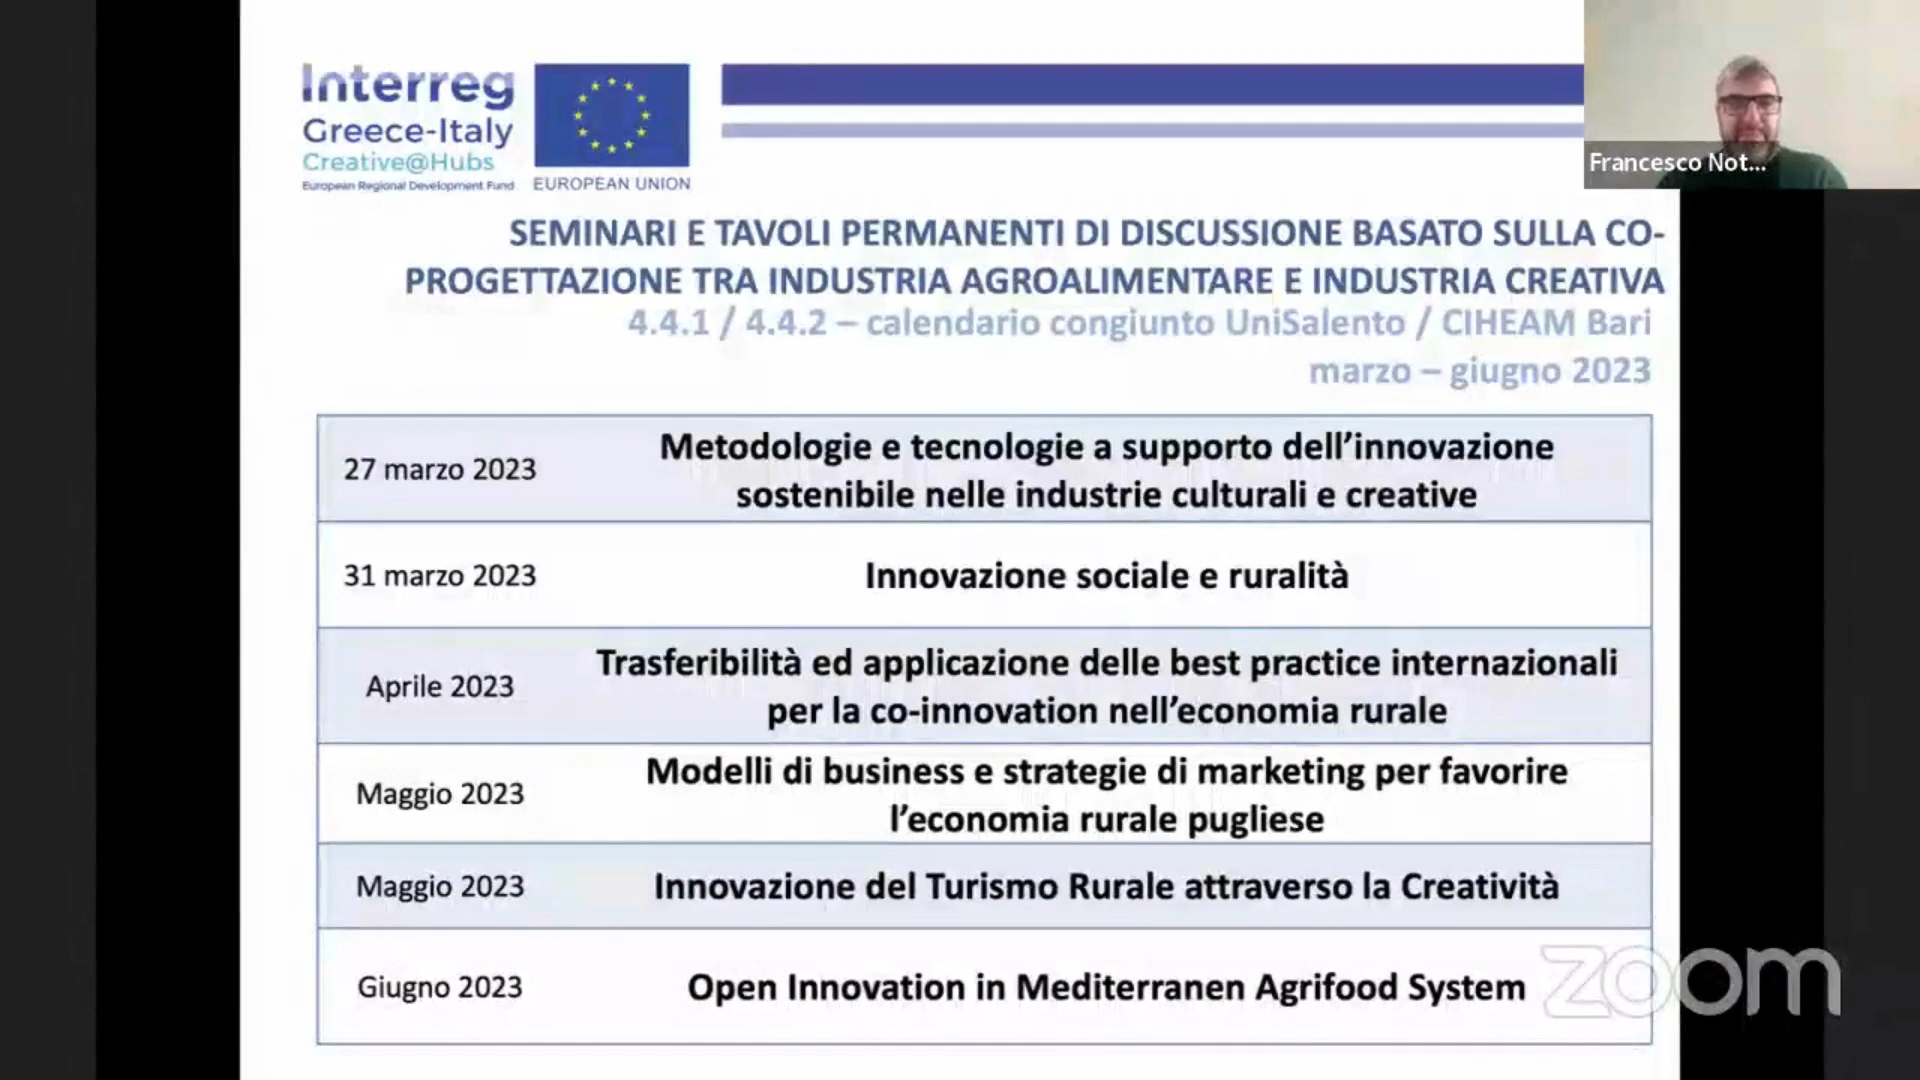 Interreg
Greece-Italy
Creative@Hubs
European Regional Development Fund
EUROPEAN UNION
Francesco Not...
SEMINARI E TAVOLI PERMANENTI DI DISCUSSIONE BASATO SULLA CO-
PROGETTAZIONE TRA INDUSTRIA AGROALIMENTARE E INDUSTRIA CREATIVA
4.4.1 / 4.4.2 – calendario congiunto UniSalento / CIHEAM Bari
marzo – giugno 2023
27 marzo 2023
Metodologie e tecnologie a supporto dell’innovazione
sostenibile nelle industrie culturali e creative
31 marzo 2023
Innovazione sociale e ruralità
Aprile 2023
Trasferibilità ed applicazione delle best practice internazionali
per la co-innovation nell’economia rurale
Maggio 2023
Modelli di business e strategie di marketing per favorire
l’economia rurale pugliese
Maggio 2023
Innovazione del Turismo Rurale attraverso la Creatività
Giugno 2023
Open Innovation in Mediterranen Agrifood System
zoom